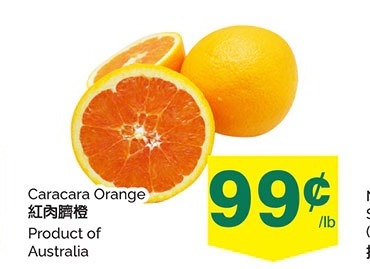 Caracara Orange
紅肉臍橙
Product of
Australia
99¢
/lb